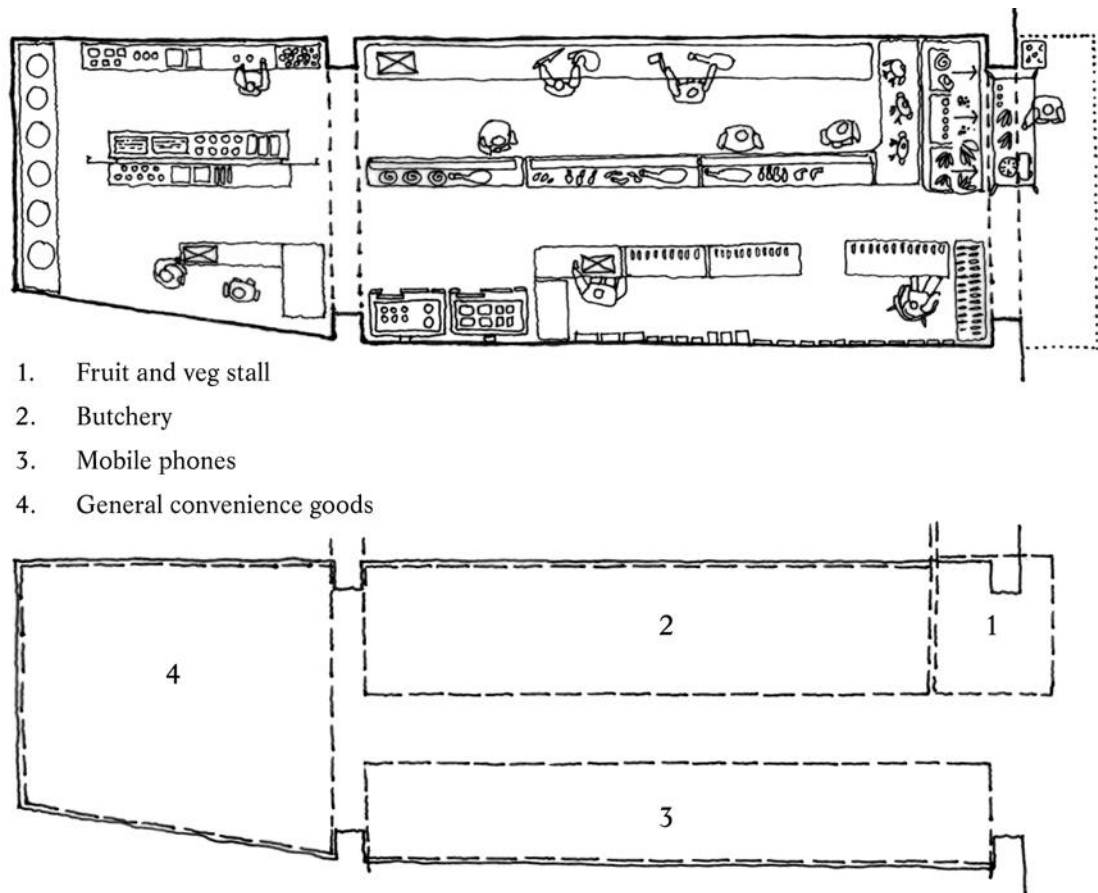 1. Fruit and veg stall
2. Butchery
3. Mobile phones
4. General convenience goods
2
1
4
3